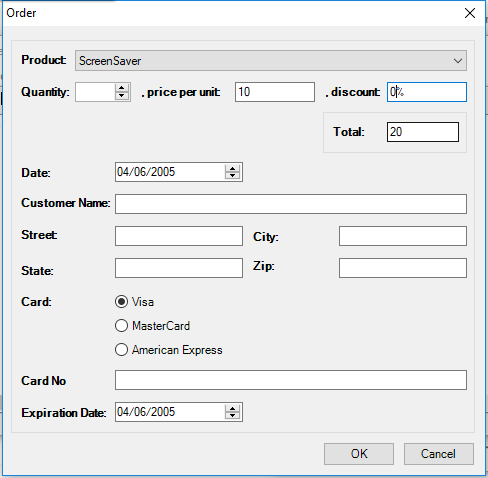 Order
Product: ScreenSaver
Quantity: , price per unit: 10 , discount: 0%
Total: 20
Date: 04/06/2005
Customer Name:
Street: City:
State: Zip:
Card: Visa
MasterCard
American Express
Card No
Expiration Date: 04/06/2005
OK Cancel